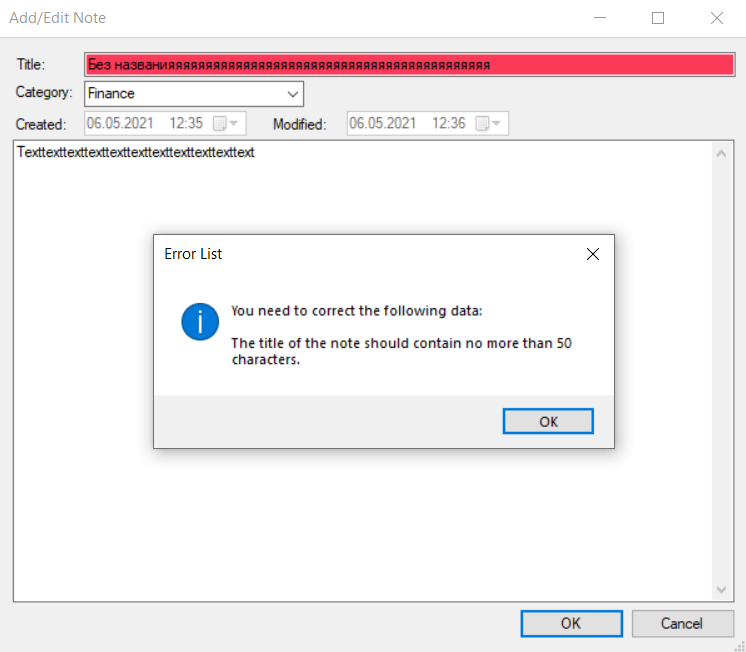 Add/Edit Note
Title: Без названияяяяяяяяяяяяяяяяяяяяяяяяяяяяяяяяяяяяяяяяяяя
Category: Finance
Created: 06.05.2021 12:35 Modified: 06.05.2021 12:36
Texttexttexttexttexttexttexttexttexttexttext
Error List
You need to correct the following data:
The title of the note should contain no more than 50
characters.
OK
OK Cancel